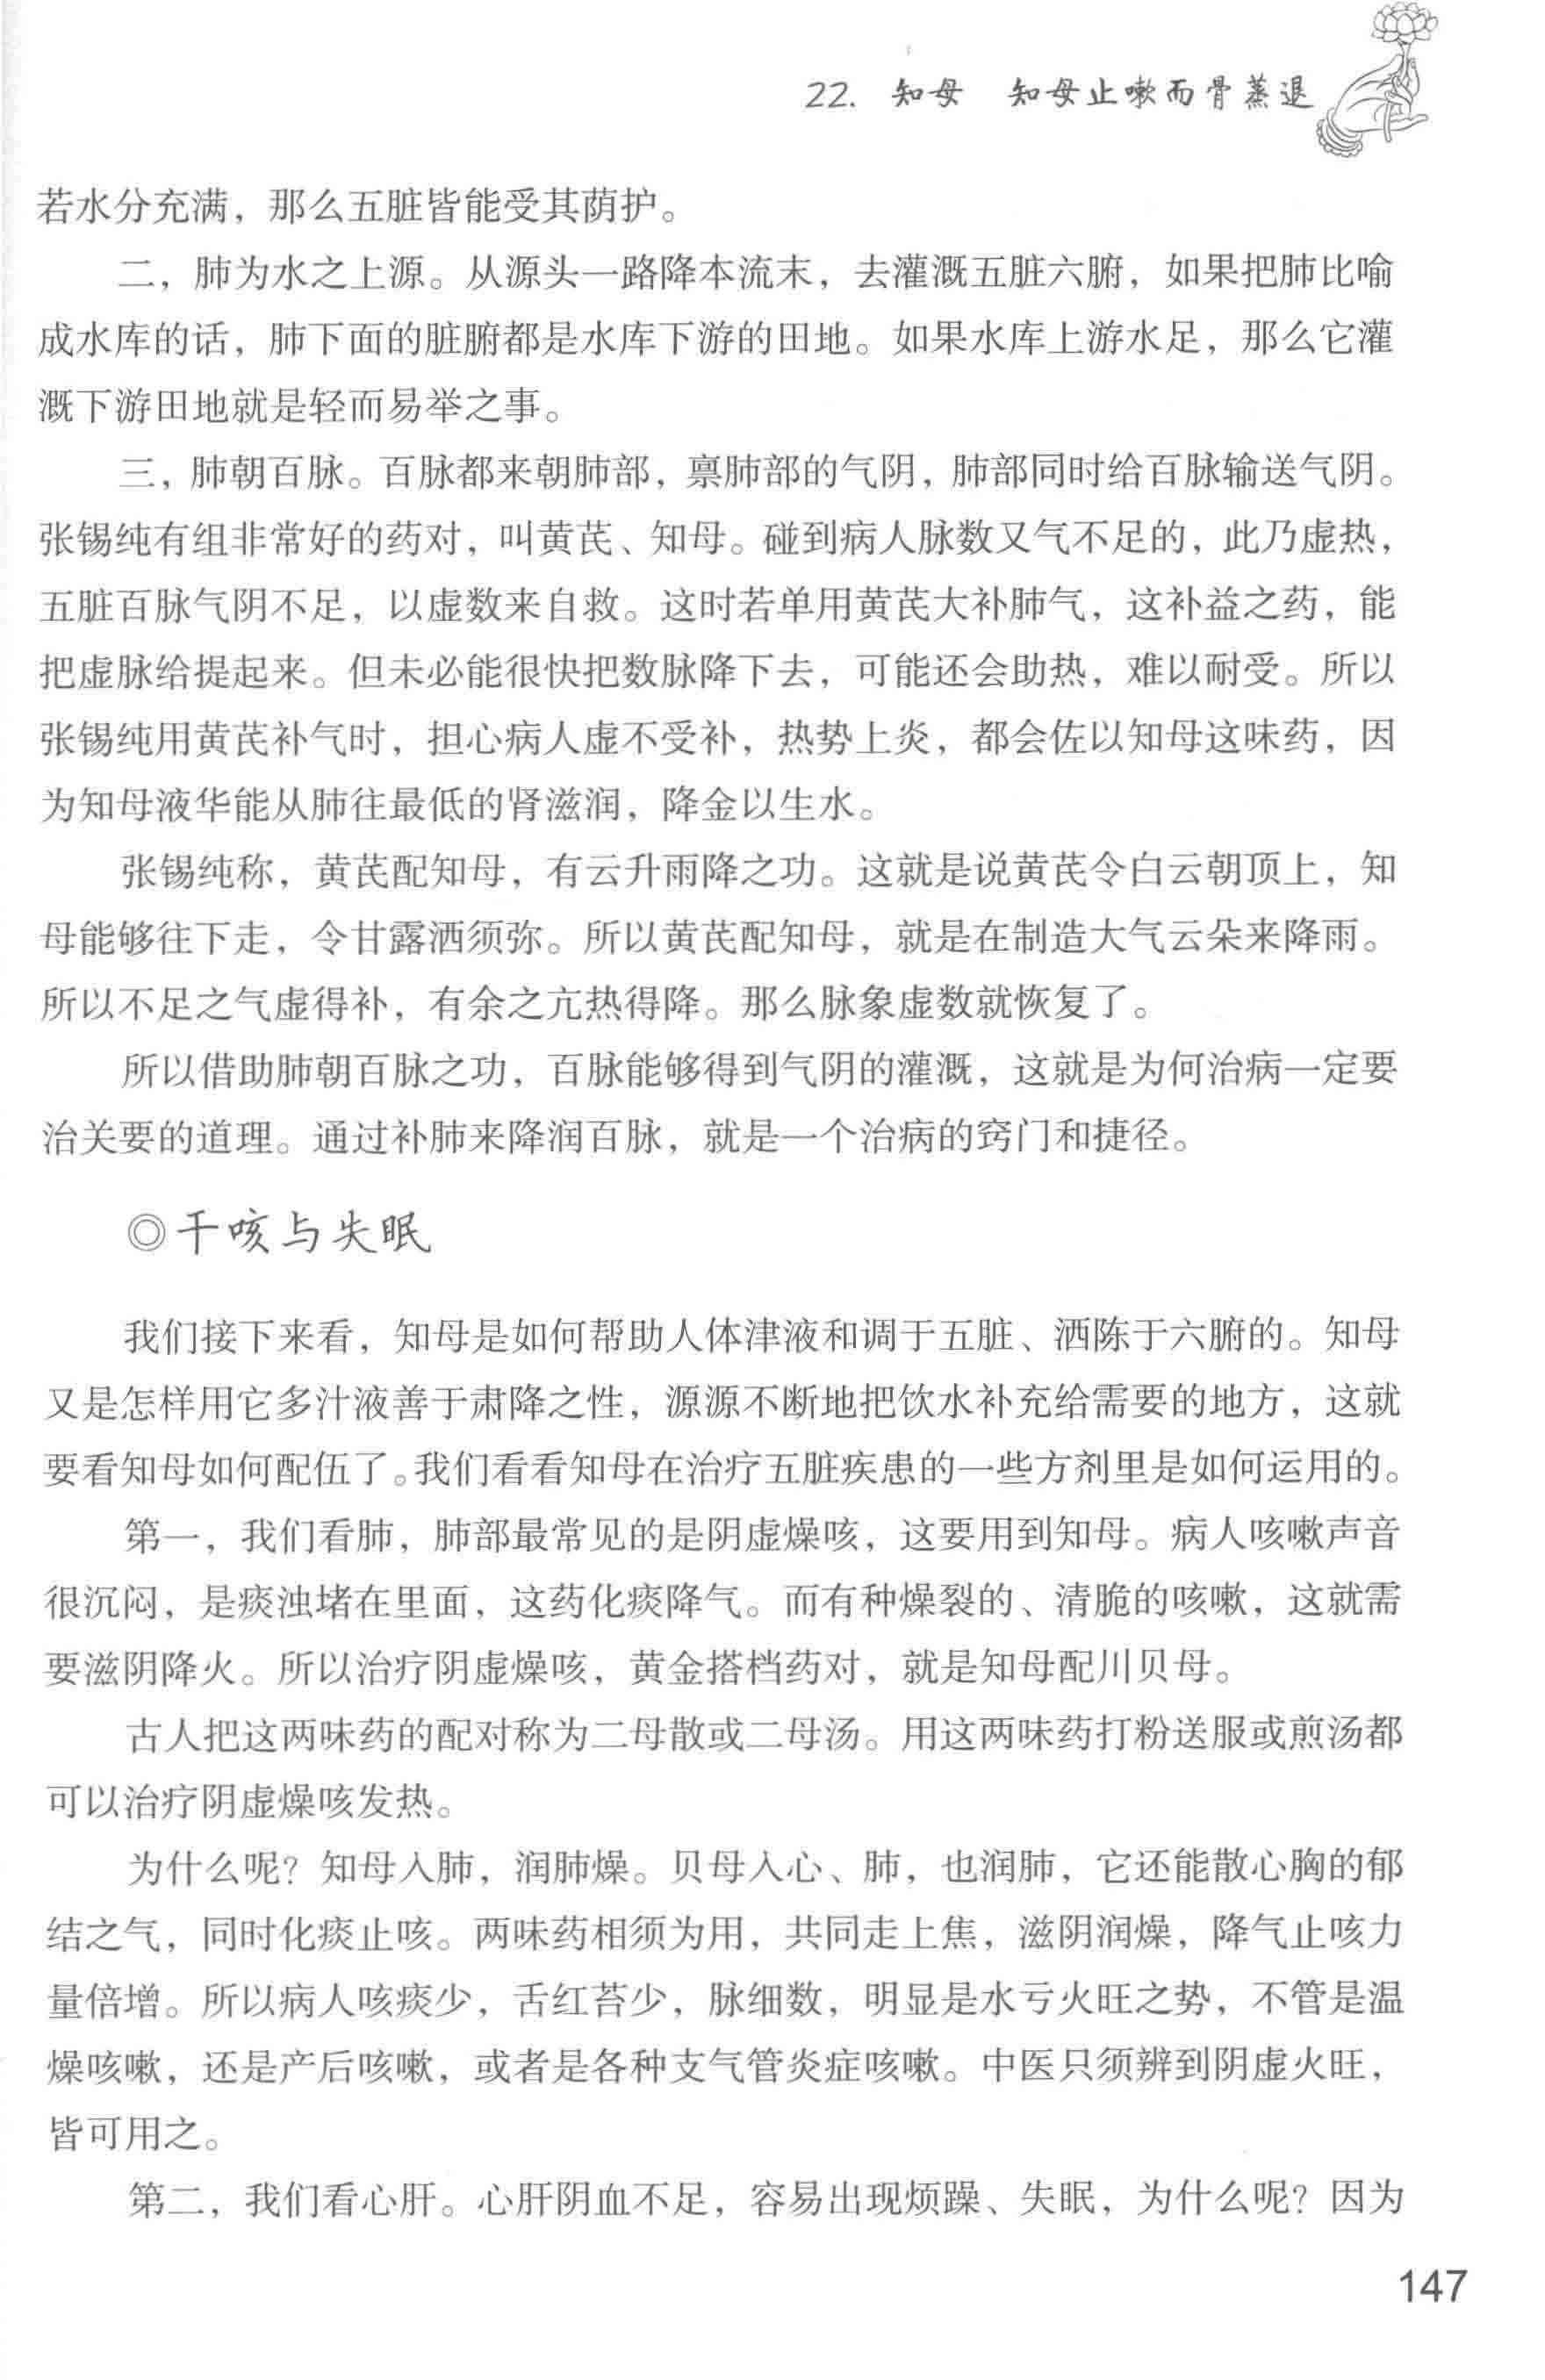 22. 知母 知母止嗽而骨蒸退
若水分充满，那么五脏皆能受其荫护。
二，肺为水之上源。从源头一路降本流末，去灌溉五脏六腑，如果把肺比喻
成水库的话，肺下面的脏腑都是水库下游的田地。如果水库上游水足，那么它灌
溉下游田地就是轻而易举之事。
三，肺朝百脉。百脉都来朝肺部，禀肺部的气阴，肺部同时给百脉输送气阴。
张锡纯有组非常好的药对，叫黄芪、知母。碰到病人脉数又气不足的，此乃虚热，
五脏百脉气阴不足，以虚数来自救。这时若单用黄芪大补肺气，这补益之药，能
把虚脉给提起来。但未必能很快把数脉降下去，可能还会助热，难以耐受。所以
张锡纯用黄芪补气时，担心病人虚不受补，热势上炎，都会佐以知母这味药，因
为知母液华能从肺往最低的肾滋润，降金以生水。
张锡纯称，黄芪配知母，有云升雨降之功。这就是说黄芪令白云朝顶上，知
母能够往下走，令甘露洒须弥。所以黄芪配知母，就是在制造大气云朵来降雨。
所以不足之气虚得补，有余之亢热得降。那么脉象虚数就恢复了。
所以借助肺朝百脉之功，百脉能够得到气阴的灌溉，这就是为何治病一定要
治关要的道理。通过补肺来降润百脉，就是一个治病的窍门和捷径。
◎干咳与失眠
我们接下来看，知母是如何帮助人体津液和调于五脏、洒陈于六腑的。知母
又是怎样用它多汁液善于肃降之性，源源不断地把饮水补充给需要的地方，这就
要看知母如何配伍了。我们看看知母在治疗五脏疾患的一些方剂里是如何运用的。
第一，我们看肺，肺部最常见的是阴虚燥咳，这要用到知母。病人咳嗽声音
很沉闷，是痰浊堵在里面，这药化痰降气。而有种燥裂的、清脆的咳嗽，这就需
要滋阴降火。所以治疗阴虚燥咳，黄金搭档药对，就是知母配川贝母。
古人把这两味药的配对称为二母散或二母汤。用这两味药打粉送服或煎汤都
可以治疗阴虚燥咳发热。
为什么呢？知母入肺，润肺燥。贝母入心、肺，也润肺，它还能散心胸的郁
结之气，同时化痰止咳。两味药相须为用，共同走上焦，滋阴润燥，降气止咳力
量倍增。所以病人咳痰少，舌红苔少，脉细数，明显是水亏火旺之势，不管是温
燥咳嗽，还是产后咳嗽，或者是各种支气管炎症咳嗽。中医只须辨到阴虚火旺，
皆可用之。
第二，我们看心肝。心肝阴血不足，容易出现烦躁、失眠，为什么呢？因为
147